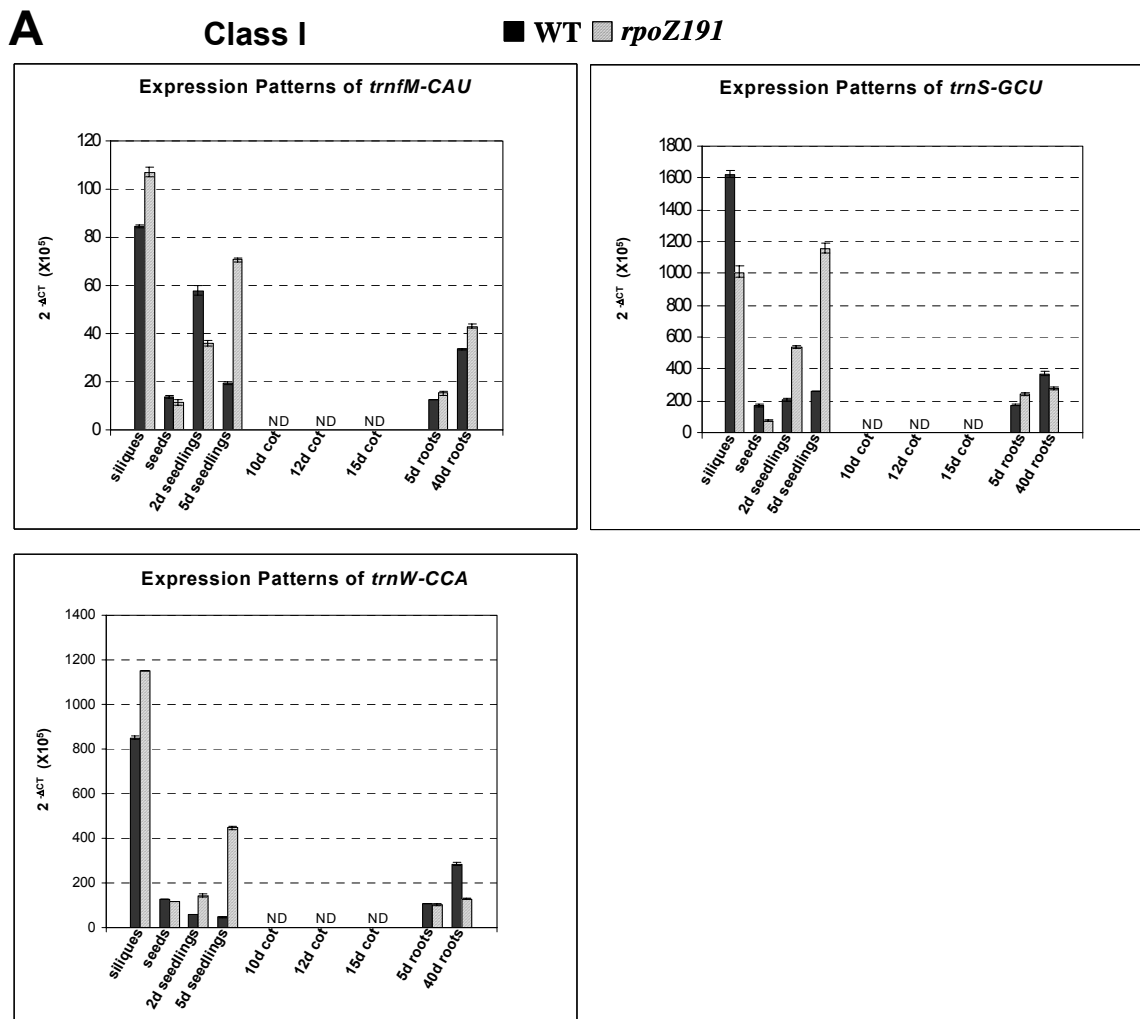 A Class I WT rpoZ191
Expression Patterns of trnfM-CAU
120
100
80
60
40
20
0
2 -ΔCT (X10⁵)
ND ND ND
siliques seeds 2d seedlings 5d seedlings 10d cot 12d cot 15d cot 5d roots 40d roots
Expression Patterns of trnS-GCU
1800
1600
1400
1200
1000
800
600
400
200
0
2 -ΔCT (X10⁵)
ND ND ND
siliques seeds 2d seedlings 5d seedlings 10d cot 12d cot 15d cot 5d roots 40d roots
Expression Patterns of trnW-CCA
1400
1200
1000
800
600
400
200
0
2 -ΔCT (X10⁵)
ND ND ND
siliques seeds 2d seedlings 5d seedlings 10d cot 12d cot 15d cot 5d roots 40d roots